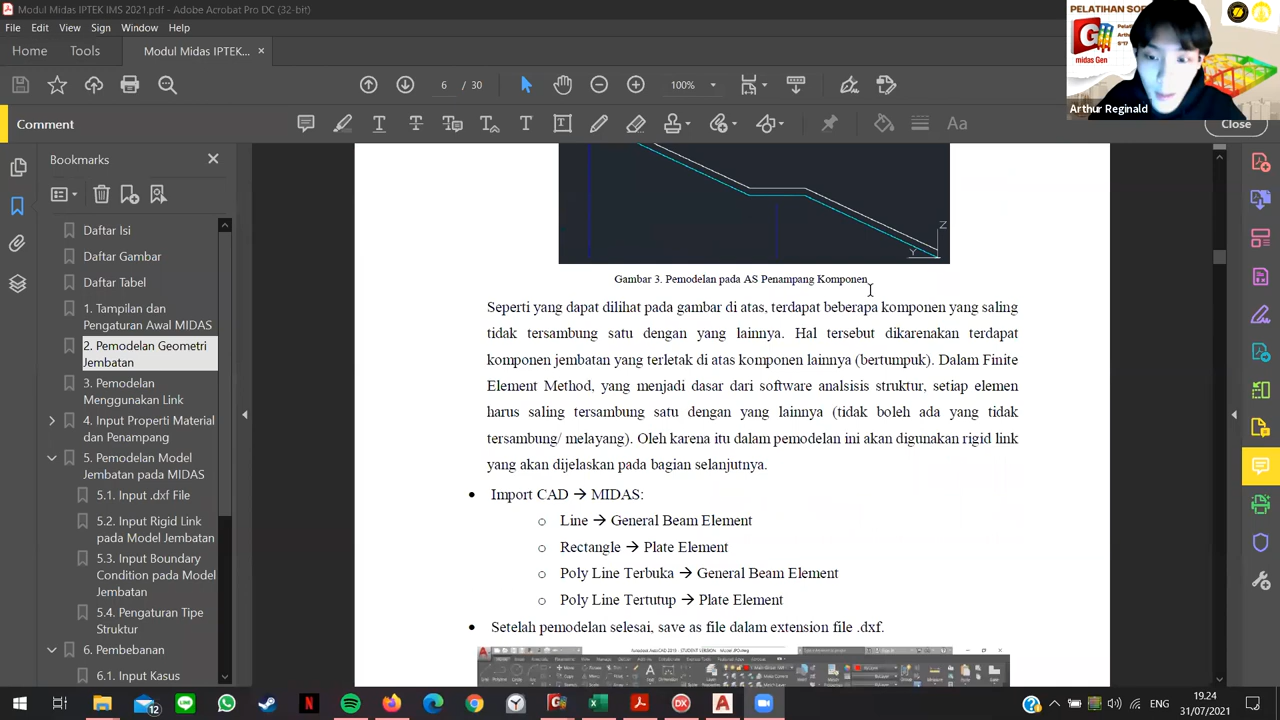 Modul Midas IPTEK IMS 2021.pdf - Adobe Acrobat Pro DC (32-bit)
File Edit View Sign Window Help
Home Tools Modul Midas IPTEK... ×
6 / 30
100%
Comment
Close
PELATIHAN SOF
midas Gen
Arthur Reginald
Bookmarks
Daftar Isi
Daftar Gambar
Daftar Tabel
1. Tampilan dan
Pengaturan Awal MIDAS
2. Pemodelan Geometri
Jembatan
3. Pemodelan
Menggunakan Link
4. Input Properti Material
dan Penampang
5. Pemodelan Model
Jembatan pada MIDAS
5.1. Input .dxf File
5.2. Input Rigid Link
pada Model Jembatan
5.3. Input Boundary
Condition pada Model
Jembatan
5.4. Pengaturan Tipe
Struktur
6. Pembebanan
6.1. Input Kasus
Z
Y
Gambar 3. Pemodelan pada AS Penampang Komponen
Seperti yang dapat dilihat pada gambar di atas, terdapat beberapa komponen yang saling
tidak tersambung satu dengan yang lainnya. Hal tersebut dikarenakan terdapat
komponen jembatan yang terletak di atas komponen lainnya (bertumpuk). Dalam Finite
Element Method, yang menjadi dasar dari software analsisis struktur, setiap elemen
harus saling tersambung satu dengan yang lainnya (tidak boleh ada yang tidak
tersambung/ melayang). Oleh karena itu dalam pemodelan ini akan digunakan rigid link
yang akan dijelaskan pada bagian selanjutnya.
• Import CAD → MIDAS:
o Line → General Beam Element
o Rectangle → Plate Element
o Poly Line Terbuka → General Beam Element
o Poly Line Tertutup → Plate Element
• Setelah pemodelan selesai, save as file dalam extension file .dxf.
12
ENG
19.24
31/07/2021